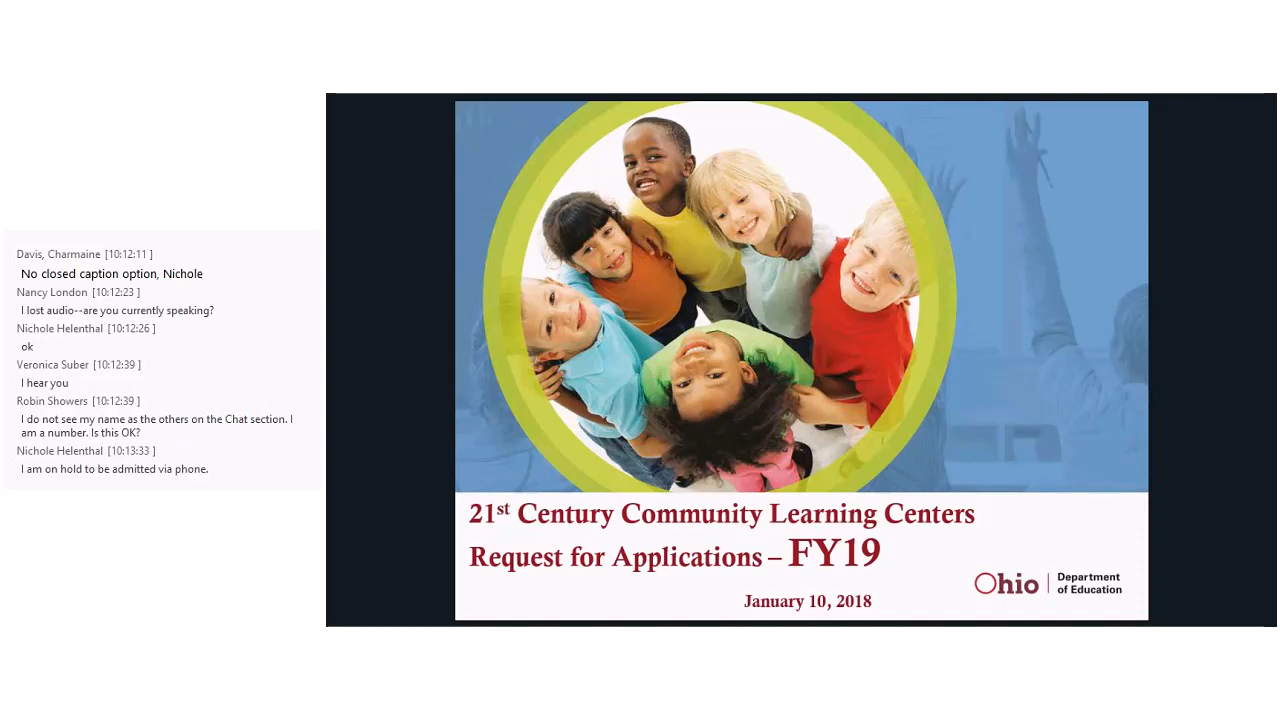 Davis, Charmaine [10:12:11 ]
No closed caption option, Nichole
Nancy London [10:12:23 ]
I lost audio--are you currently speaking?
Nichole Helenthal [10:12:26 ]
ok
Veronica Suber [10:12:39 ]
I hear you
Robin Showers [10:12:39 ]
I do not see my name as the others on the Chat section. I
am a number. Is this OK?
Nichole Helenthal [10:13:33 ]
I am on hold to be admitted via phone.
21st Century Community Learning Centers
Request for Applications – FY19
January 10, 2018
Ohio | Department
of Education